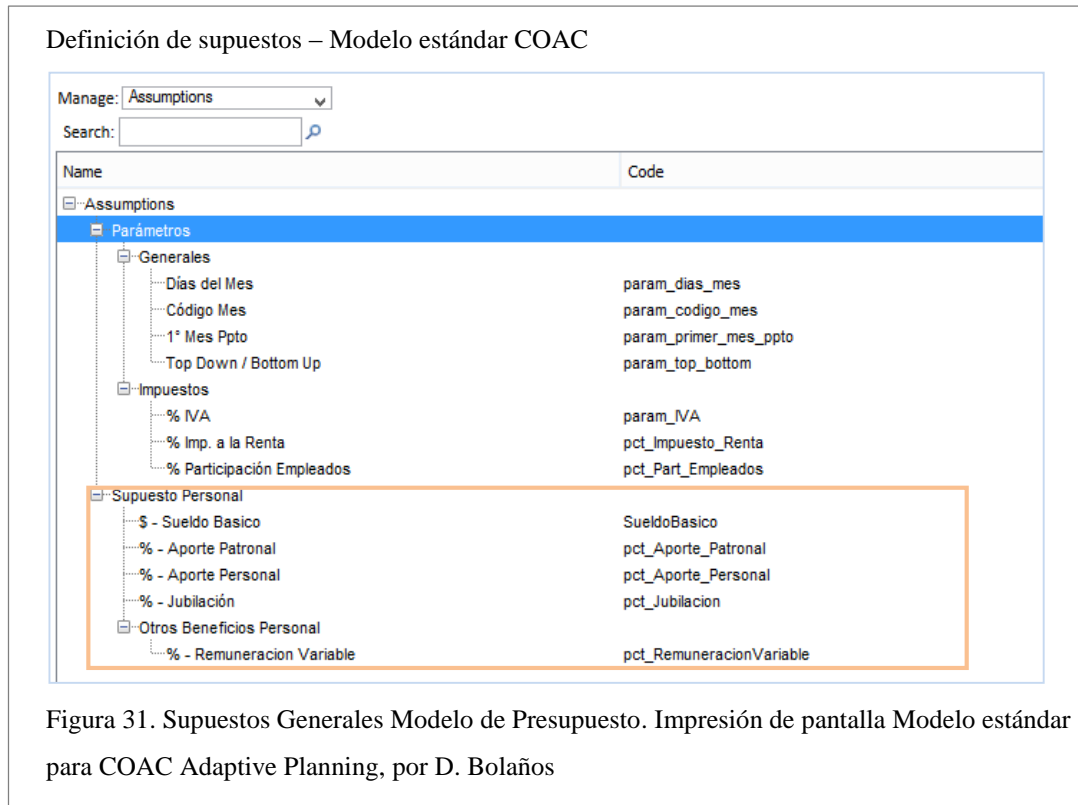 Definición de supuestos – Modelo estándar COAC
Manage: Assumptions
Search:
Name Code
Assumptions
Parámetros
Generales
Días del Mes param_dias_mes
Código Mes param_codigo_mes
1° Mes Ppto param_primer_mes_ppto
Top Down / Bottom Up param_top_bottom
Impuestos
% IVA param_IVA
% Imp. a la Renta pct_Impuesto_Renta
% Participación Empleados pct_Part_Empleados
Supuesto Personal
$ - Sueldo Basico SueldoBasico
% - Aporte Patronal pct_Aporte_Patronal
% - Aporte Personal pct_Aporte_Personal
% - Jubilación pct_Jubilacion
Otros Beneficios Personal
% - Remuneracion Variable pct_RemuneracionVariable
Figura 31. Supuestos Generales Modelo de Presupuesto. Impresión de pantalla Modelo estándar
para COAC Adaptive Planning, por D. Bolaños